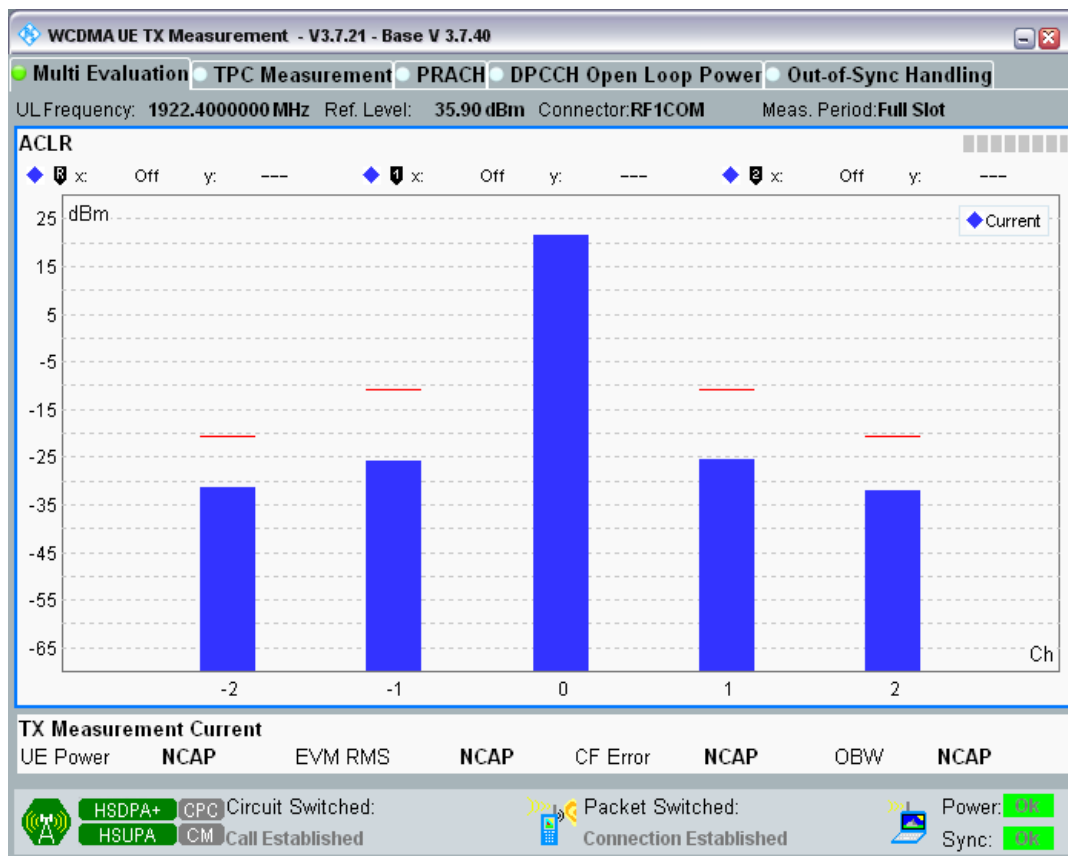 WCDMA UE TX Measurement - V3.7.21 - Base V 3.7.40
Multi Evaluation TPC Measurement PRACH DPCCH Open Loop Power Out-of-Sync Handling
UL Frequency: 1922.4000000 MHz Ref. Level: 35.90 dBm Connector:RF1COM Meas. Period:Full Slot
ACLR
R x: Off y: --- 1 x: Off y: --- 2 x: Off y: ---
dBm
Current
25
15
5
-5
-15
-25
-35
-45
-55
-65
Ch
-2 -1 0 1 2
TX Measurement Current
UE Power NCAP EVM RMS NCAP CF Error NCAP OBW NCAP
HSDPA+ CPC Circuit Switched: Packet Switched: Power: OK
HSUPA CM Call Established Connection Established Sync: OK